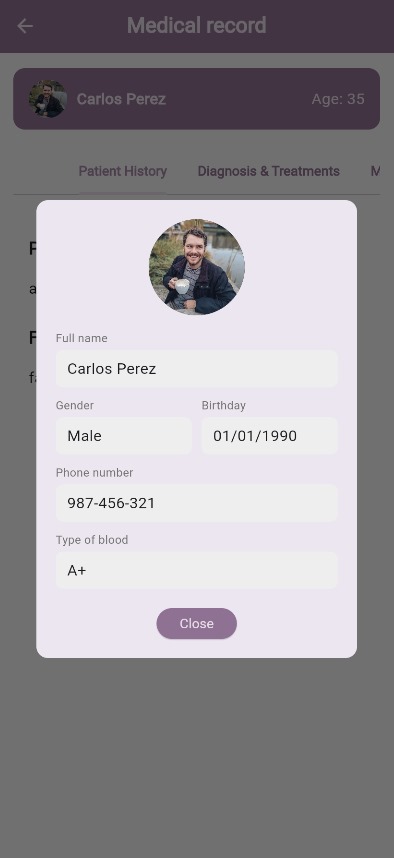 Medical record
Carlos Perez Age: 35
Patient History Diagnosis & Treatments M
Full name
Carlos Perez
Gender Birthday
Male 01/01/1990
Phone number
987-456-321
Type of blood
A+
Close